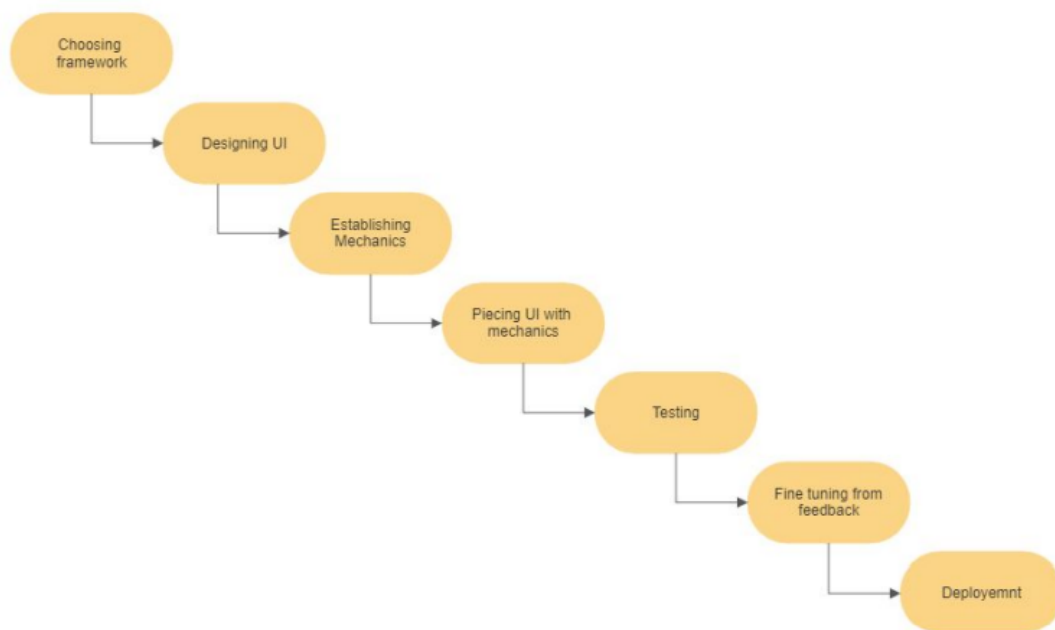 Choosing
framework
Designing UI
Establishing
Mechanics
Piecing UI with
mechanics
Testing
Fine tuning from
feedback
Deployemnt